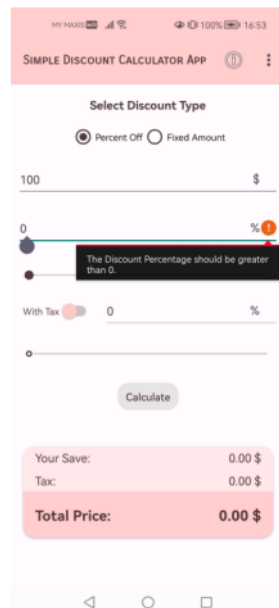 MY MAXIS 100% 16:53
SIMPLE DISCOUNT CALCULATOR APP
Select Discount Type
Percent Off Fixed Amount
100 $
0 %
The Discount Percentage should be greater
than 0.
With Tax 0 %
Calculate
Your Save: 0.00 $
Tax: 0.00 $
Total Price: 0.00 $